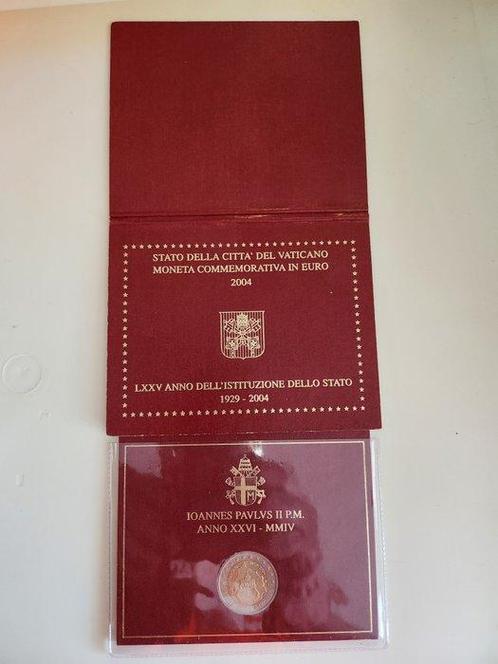 STATO DELLA CITTA' DEL VATICANO
MONETA COMMEMORATIVA IN EURO
2004
LXXV ANNO DELL'ISTITUZIONE DELLO STATO
1929 - 2004
IOANNES PAVLVS II P.M.
ANNO XXVI - MMIV